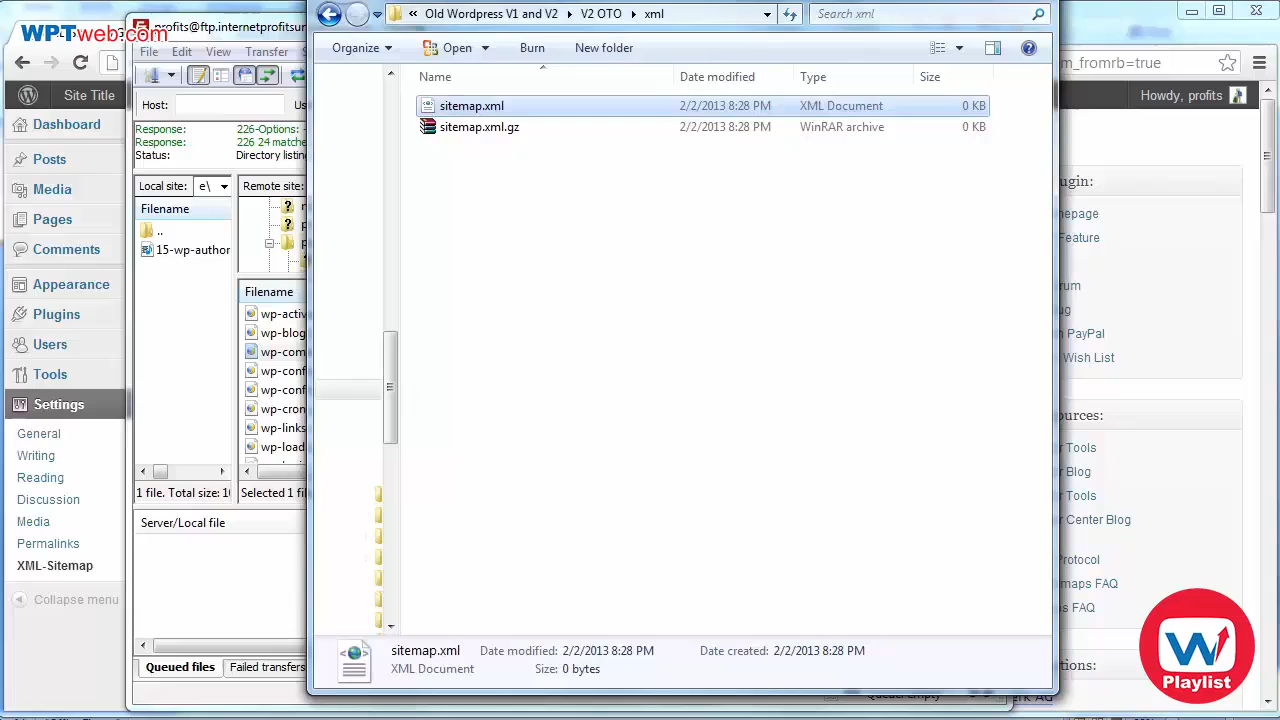 WPTweb.com
profits@ftp.internetprofitsur
Old Wordpress V1 and V2
V2 OTO
xml
Search xml
File
Edit
View
Transfer
Organize
Open
Burn
New folder
m_fromrb=true
Site Title
Howdy, profits
Host:
Us
Name
Date modified
Type
Size
sitemap.xml
2/2/2013 8:28 PM
XML Document
0 KB
sitemap.xml.gz
2/2/2013 8:28 PM
WinRAR archive
0 KB
Dashboard
Posts
Media
Pages
Comments
Appearance
Plugins
Users
Tools
Settings
General
Writing
Reading
Discussion
Media
Permalinks
XML-Sitemap
Collapse menu
Response:
226-Options: -
Response:
226 24 matche
Status:
Directory listin
Local site:
e\
Remote site:
Filename
..
15-wp-author
Filename
wp-activ
wp-blog
wp-com
wp-conf
wp-conf
wp-cron
wp-links
wp-load
1 file. Total size: 1
Selected 1 fi
Server/Local file
Queued files
Failed transfers
sitemap.xml
Date modified: 2/2/2013 8:28 PM
Date created: 2/2/2013 8:28 PM
XML Document
Size: 0 bytes
ugin:
epage
Feature
rum
ug
PayPal
Wish List
ources:
r Tools
r Blog
r Tools
r Center Blog
rotocol
maps FAQ
s FAQ
tions:
W
Playlist